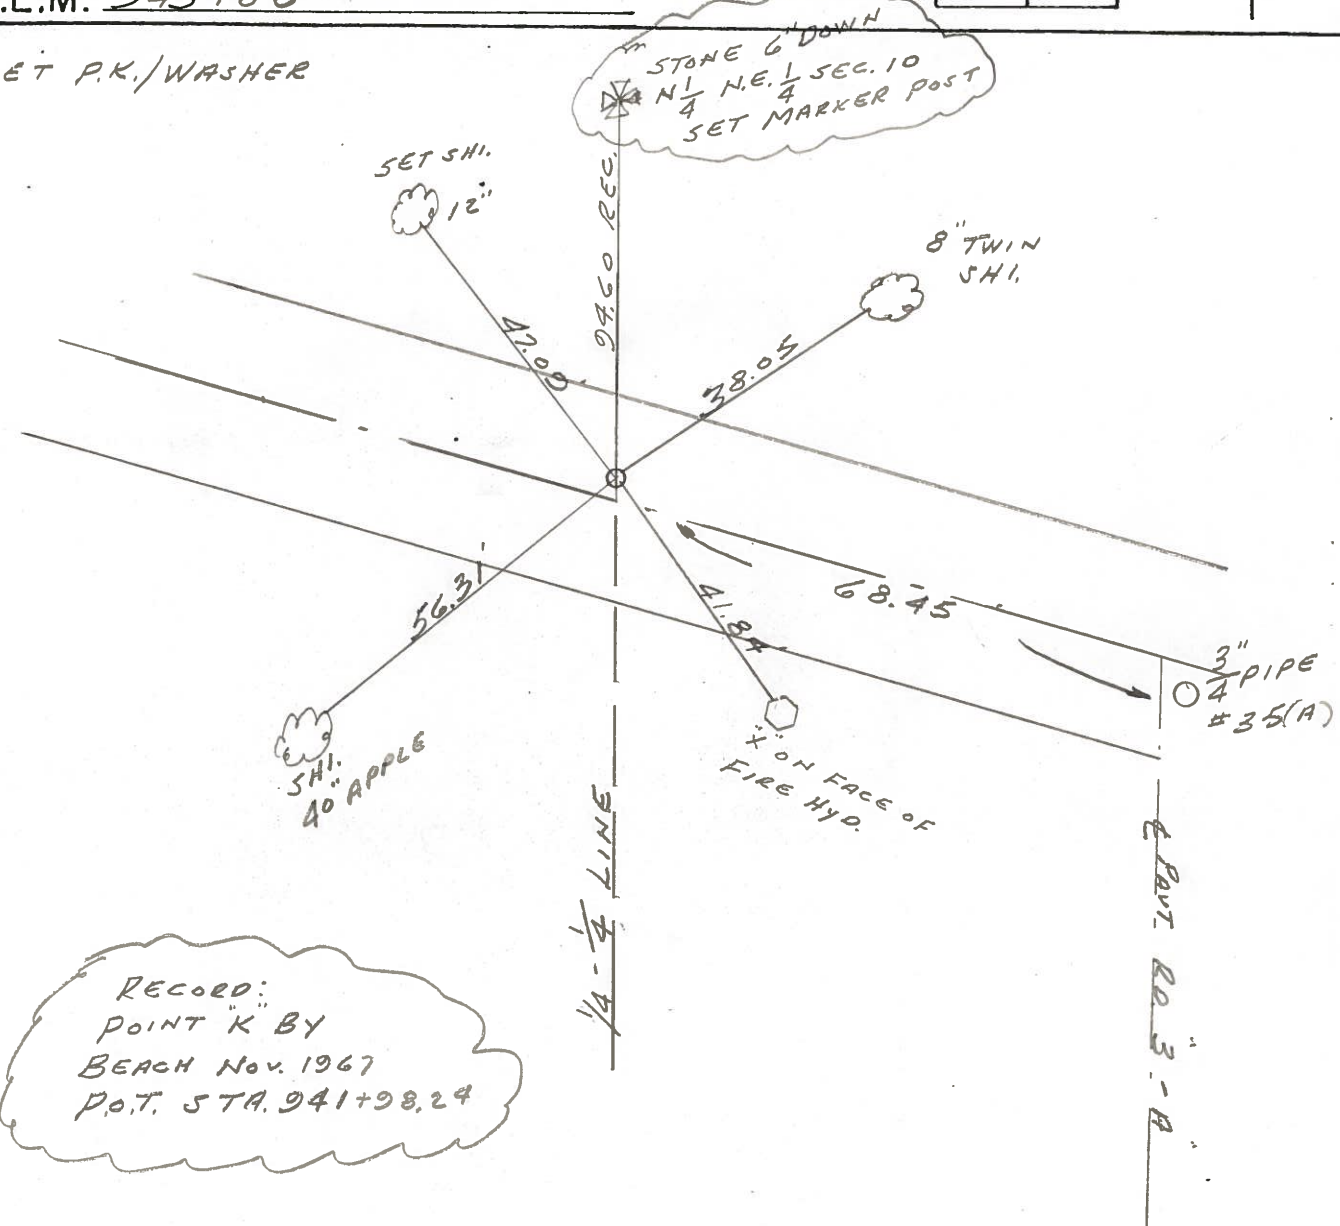 .L.M.
ET P.K./WASHER
STONE 6" DOWN
N 1/4 N.E. 1/4 SEC. 10
SET MARKER POST
SET SHI.
12"
94.60 REC.
8" TWIN
SHI.
47.09
38.05
56.31
41.84
68.45
3/4" PIPE
#35(A)
SHI.
40" APPLE
"X" ON FACE OF
FIRE HYD.
1/4 - 1/4 LINE
℄ PAVT. RD. "3-A"
RECORD:
POINT "K" BY
BEACH NOV. 1967
P.O.T. STA. 941+98.24